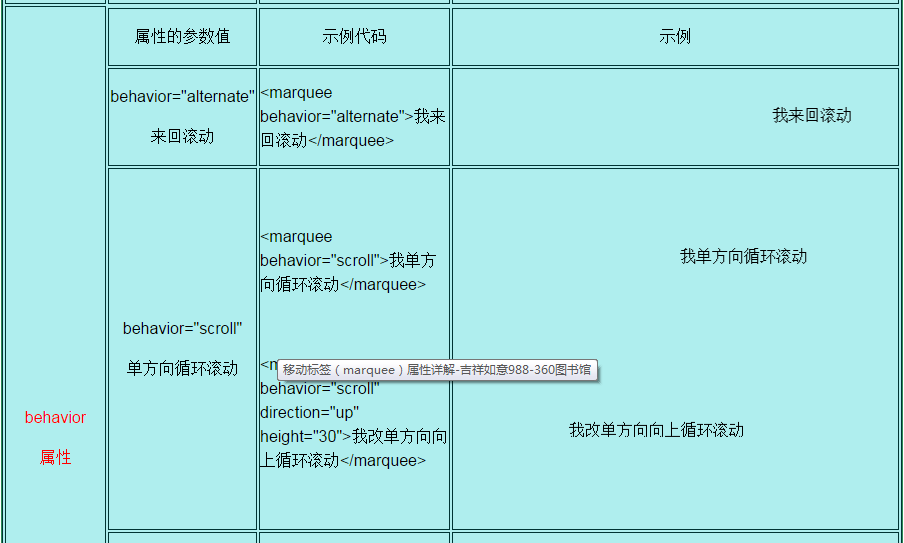 属性的参数值
示例代码
示例
behavior="alternate"
来回滚动
<marquee
behavior="alternate">我来
回滚动</marquee>
我来回滚动
behavior
属性
behavior="scroll"
单方向循环滚动
<marquee
behavior="scroll">我单方
向循环滚动</marquee>
<m
移动标签（marquee）属性详解-吉祥如意988-360图书馆
behavior="scroll"
direction="up"
height="30">我改单方向向
上循环滚动</marquee>
我单方向循环滚动
我改单方向向上循环滚动